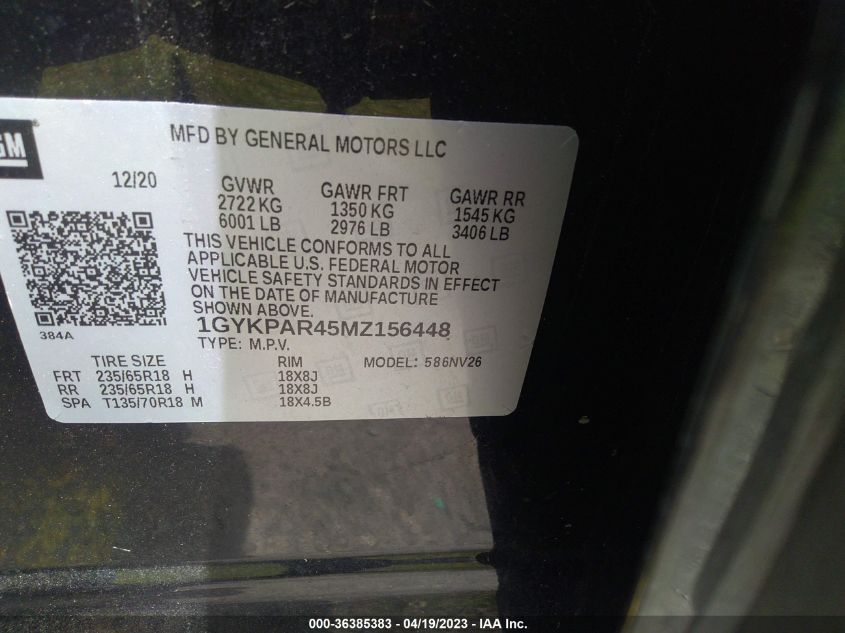 GM
MFD BY GENERAL MOTORS LLC
12/20 GVWR GAWR FRT GAWR RR
2722 KG 1350 KG 1545 KG
6001 LB 2976 LB 3406 LB
THIS VEHICLE CONFORMS TO ALL
APPLICABLE U.S. FEDERAL MOTOR
VEHICLE SAFETY STANDARDS IN EFFECT
ON THE DATE OF MANUFACTURE
SHOWN ABOVE.
384A
1GYKPAR45MZ156448
TYPE: M.P.V.
TIRE SIZE RIM MODEL: 586NV26
FRT 235/65R18 H 18X8J
RR 235/65R18 H 18X8J
SPA T135/70R18 M 18X4.5B
000-36385383 - 04/19/2023 - IAA Inc.